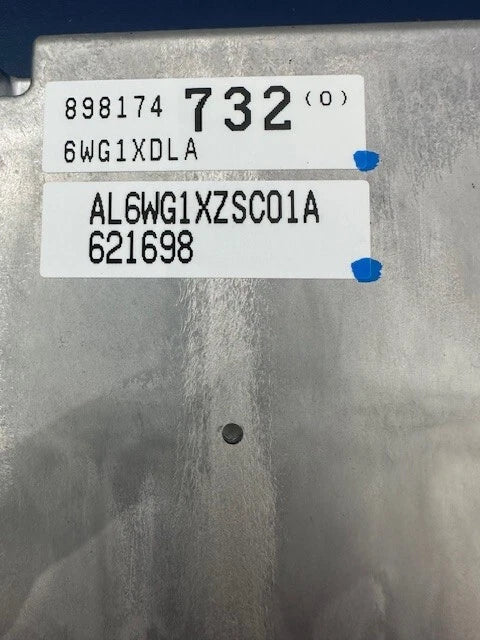 898174 732 (0)
6WG1XDLA
AL6WG1XZSC01A
621698